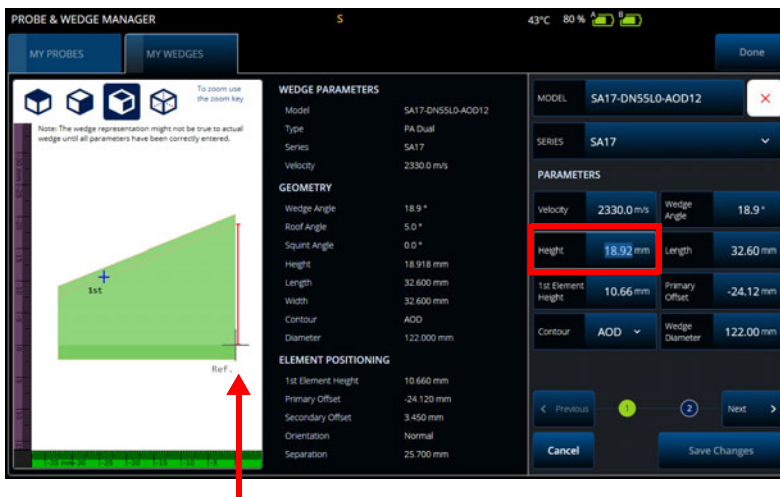 PROBE & WEDGE MANAGER S 43°C 80 % A B
MY PROBES MY WEDGES Done
To zoom use
the zoom key
Note: The wedge representation might not be true to actual
wedge until all parameters have been correctly entered.
1st
Ref.
WEDGE PARAMETERS
Model SA17-DN55L0-AOD12
Type PA Dual
Series SA17
Velocity 2330.0 m/s
GEOMETRY
Wedge Angle 18.9 °
Roof Angle 5.0 °
Squint Angle 0.0 °
Height 18.918 mm
Length 32.600 mm
Width 32.600 mm
Contour AOD
Diameter 122.000 mm
ELEMENT POSITIONING
1st Element Height 10.660 mm
Primary Offset -24.120 mm
Secondary Offset 3.450 mm
Orientation Normal
Separation 25.700 mm
MODEL SA17-DN55L0-AOD12
SERIES SA17
PARAMETERS
Velocity 2330.0 m/s Wedge Angle 18.9 °
Height 18.92 mm Length 32.60 mm
1st Element Height 10.66 mm Primary Offset -24.12 mm
Contour AOD Wedge Diameter 122.00 mm
< Previous 1 2 Next >
Cancel Save Changes